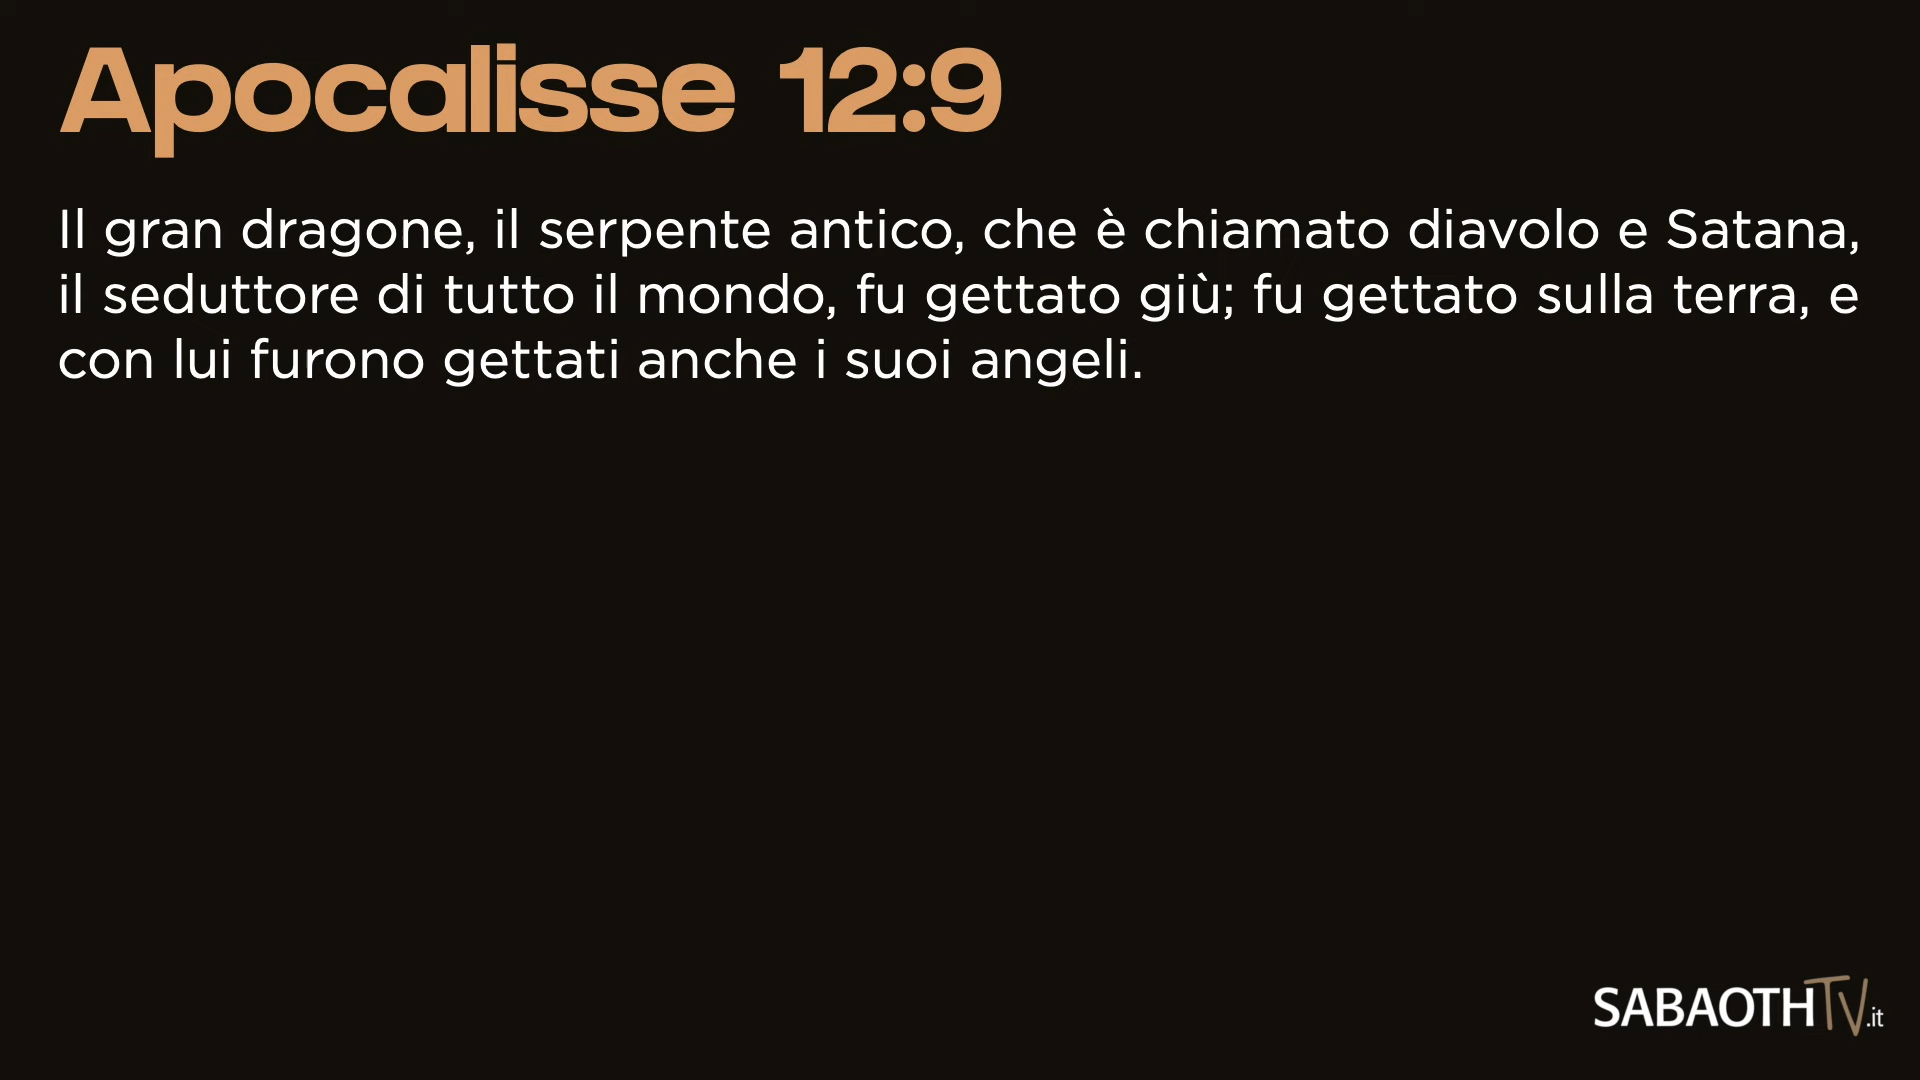 Apocalisse 12:9
Il gran dragone, il serpente antico, che è chiamato diavolo e Satana,
il seduttore di tutto il mondo, fu gettato giù; fu gettato sulla terra, e
con lui furono gettati anche i suoi angeli.
SABAOTHTV.it